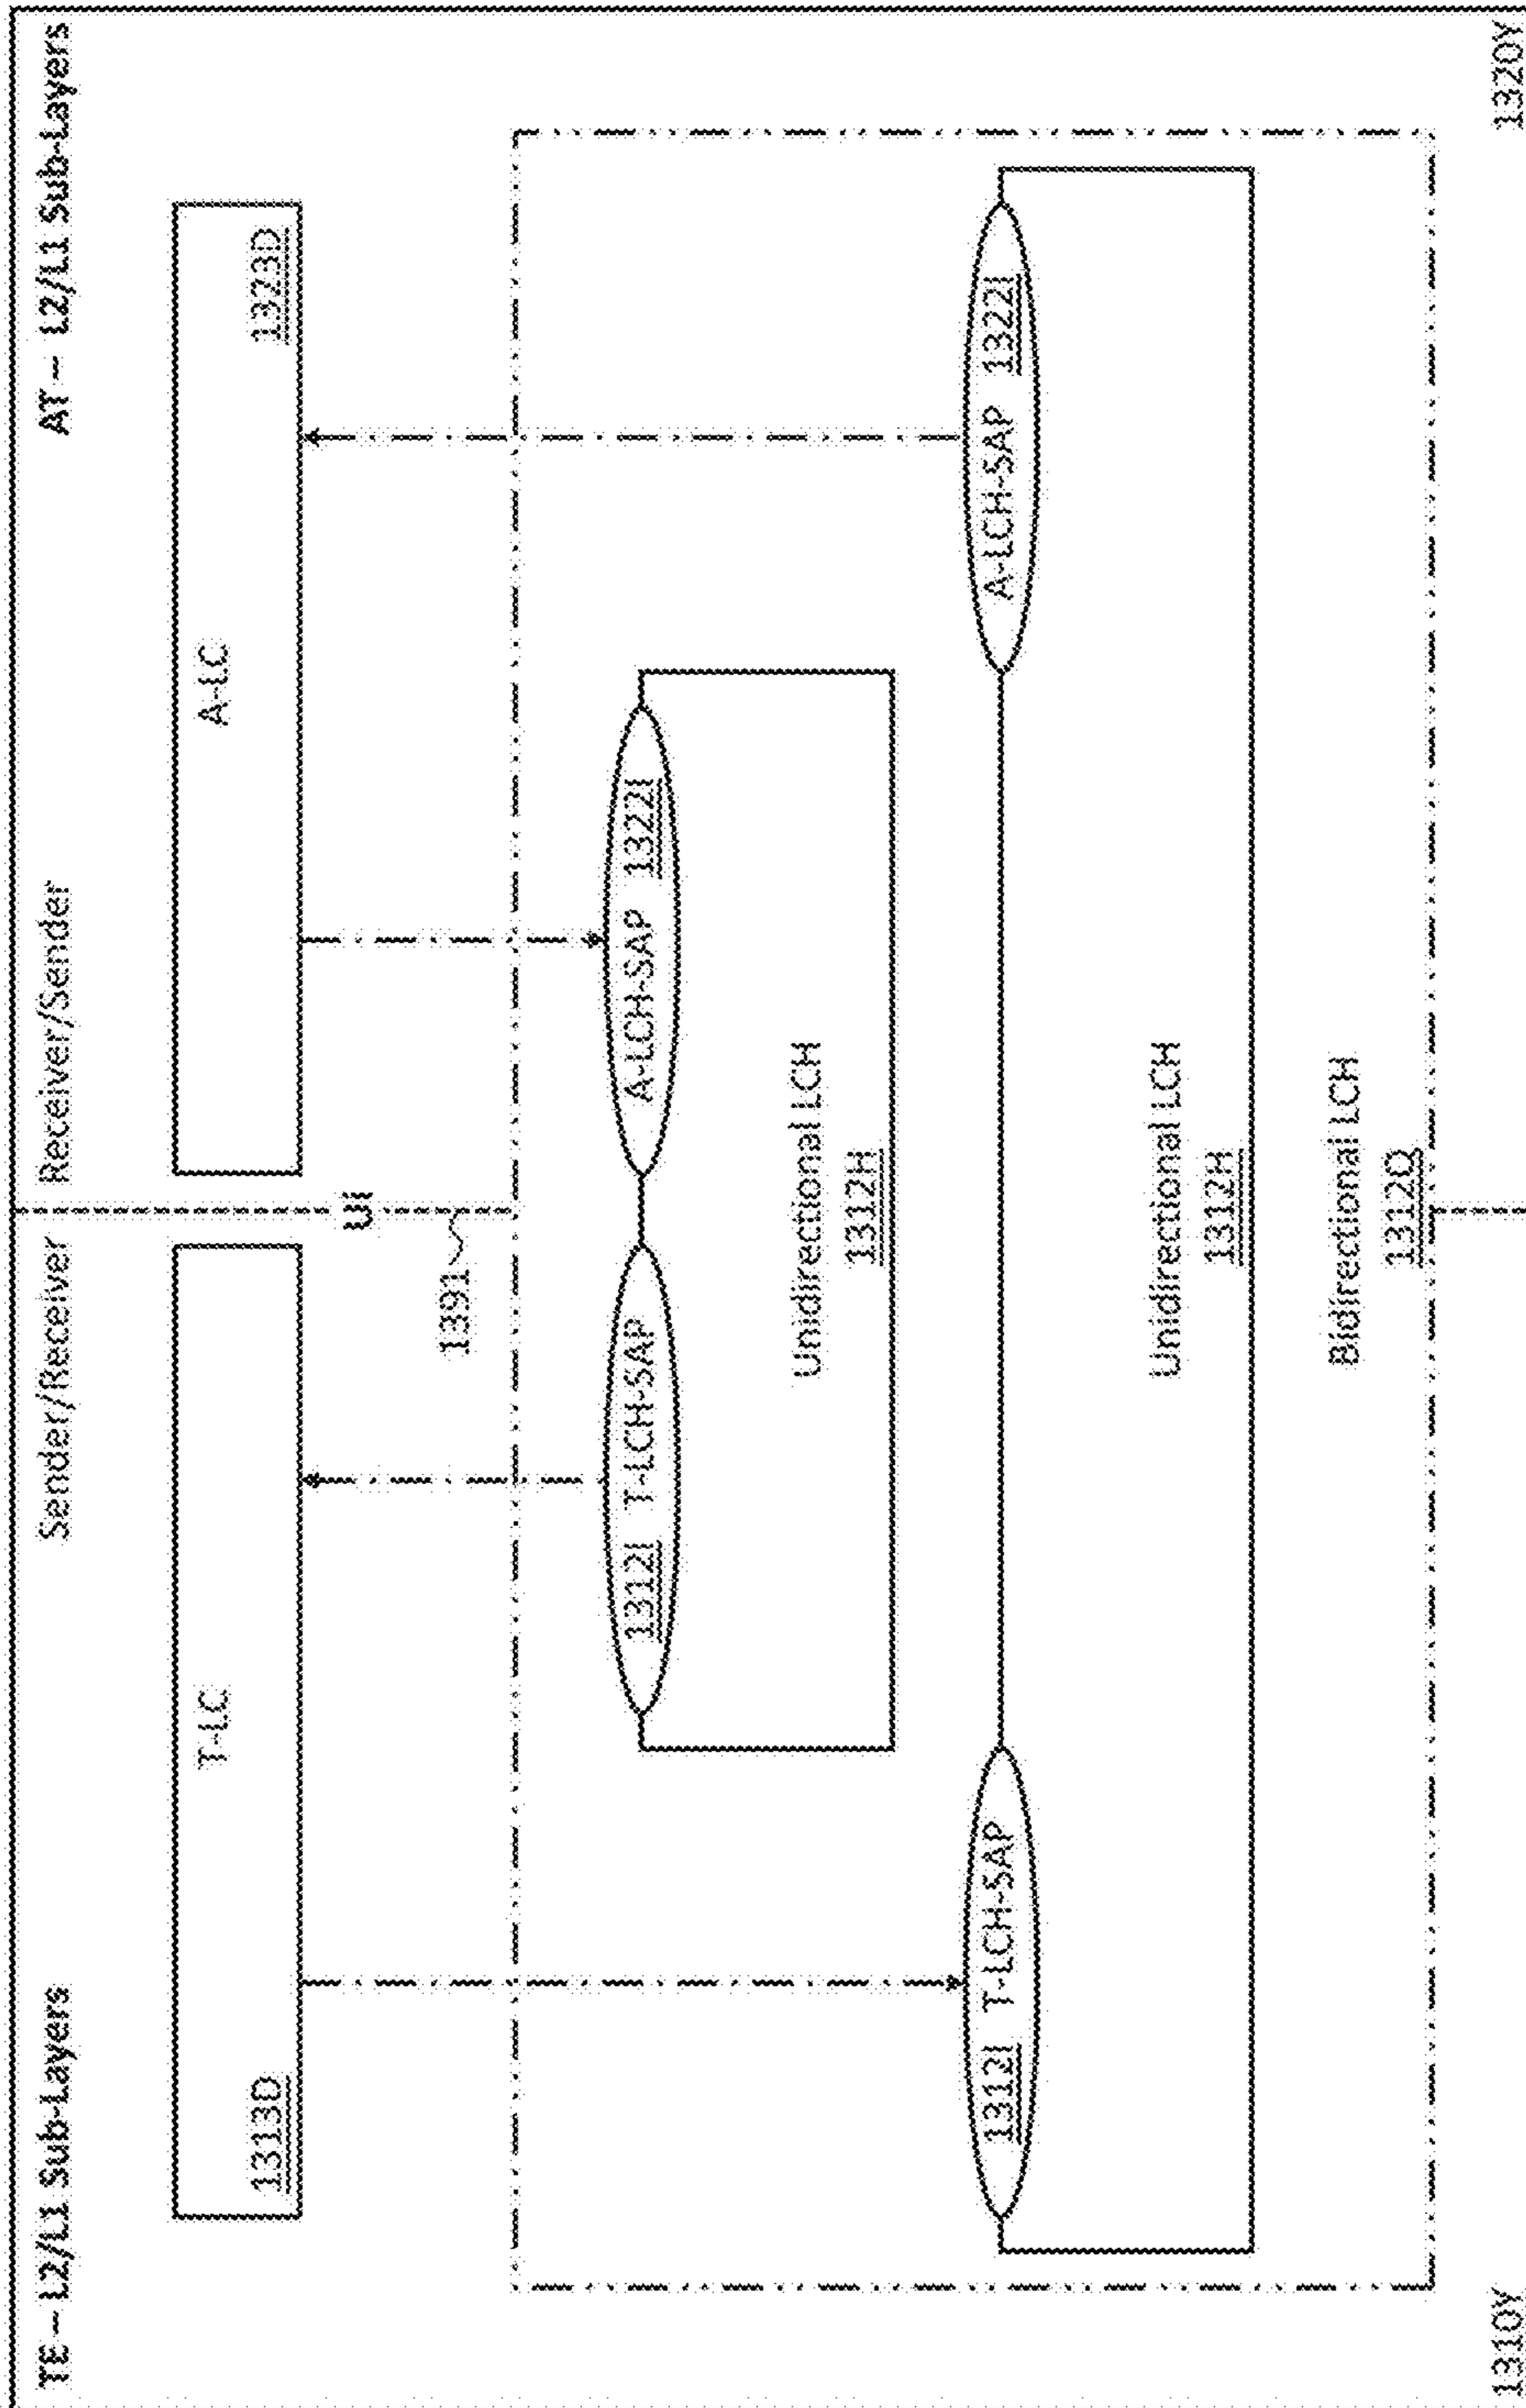 TE – L2/L1 Sub-Layers
Sender/Receiver
Receiver/Sender
AT – L2/L1 Sub-Layers
T-LC
A-LC
1313D
1323D
Ui
1391
1312I T-LCH-SAP
A-LCH-SAP 1322I
Unidirectional LCH
1312H
1312I T-LCH-SAP
A-LCH-SAP 1322I
Unidirectional LCH
1312H
Bidirectional LCH
1312Q
1310Y
1320Y